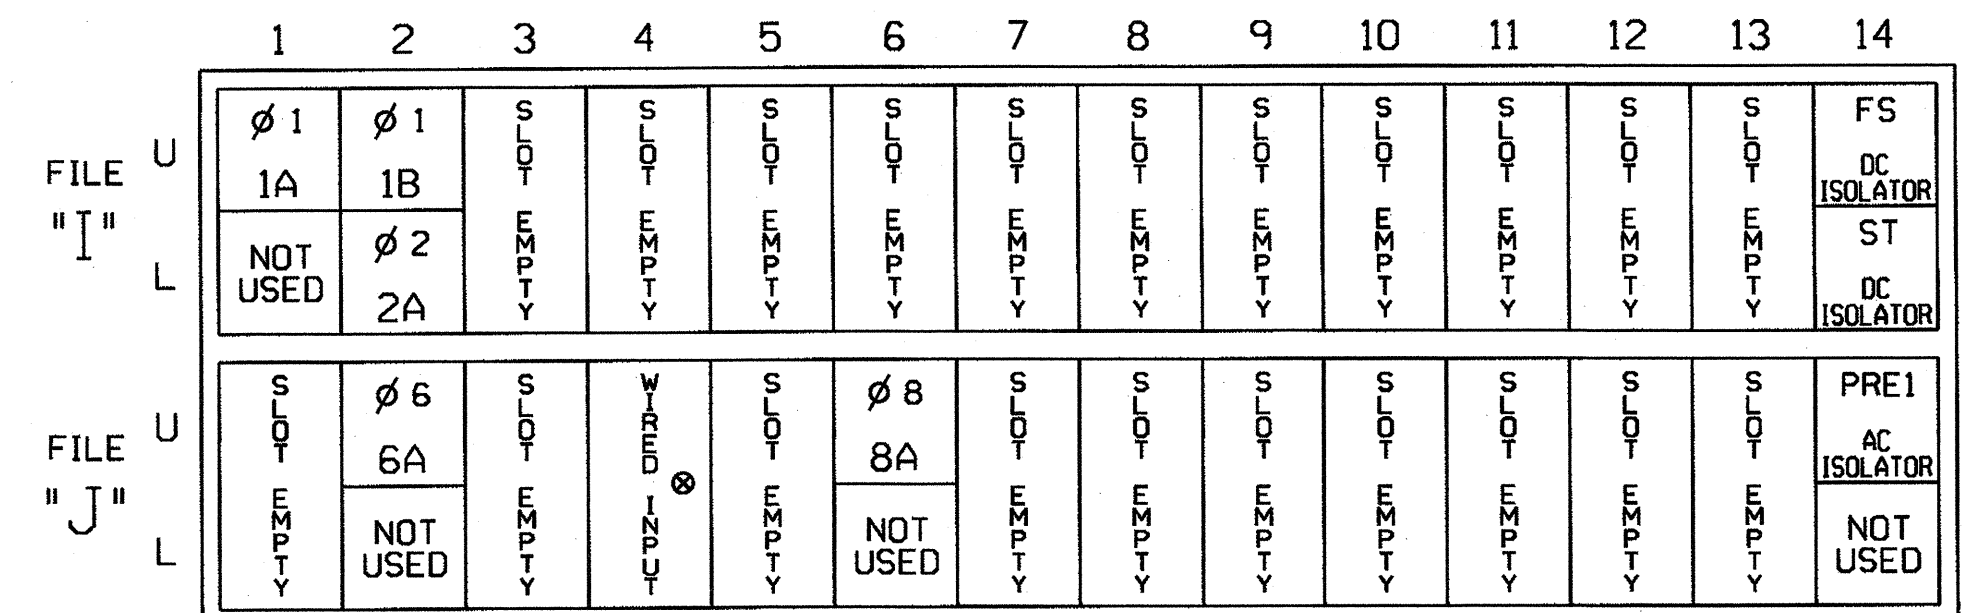 1 2 3 4 5 6 7 8 9 10 11 12 13 14
FILE "I"
U
L
Ø 1
1A
NOT USED
Ø 1
1B
Ø 2
2A
SLOT EMPTY
SLOT EMPTY
SLOT EMPTY
SLOT EMPTY
SLOT EMPTY
SLOT EMPTY
SLOT EMPTY
SLOT EMPTY
SLOT EMPTY
SLOT EMPTY
SLOT EMPTY
FS
DC
ISOLATOR
ST
DC
ISOLATOR
FILE "J"
U
L
SLOT EMPTY
Ø 6
6A
NOT USED
SLOT EMPTY
WIRED INPUT ⊗
SLOT EMPTY
Ø 8
8A
NOT USED
SLOT EMPTY
SLOT EMPTY
SLOT EMPTY
SLOT EMPTY
SLOT EMPTY
SLOT EMPTY
SLOT EMPTY
PRE1
AC
ISOLATOR
NOT USED